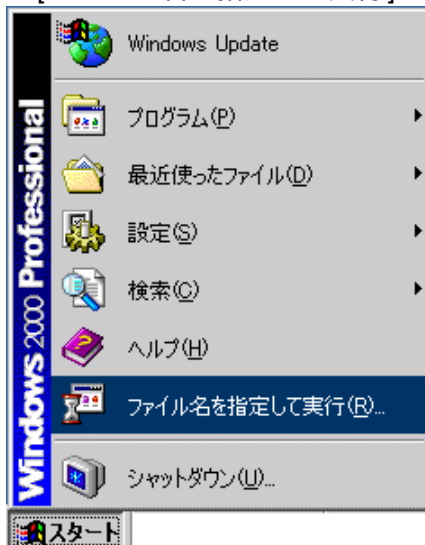 Windows Update
プログラム(P)
最近使ったファイル(D)
設定(S)
検索(C)
ヘルプ(H)
ファイル名を指定して実行(R)...
シャットダウン(U)...
Windows 2000 Professional
スタート